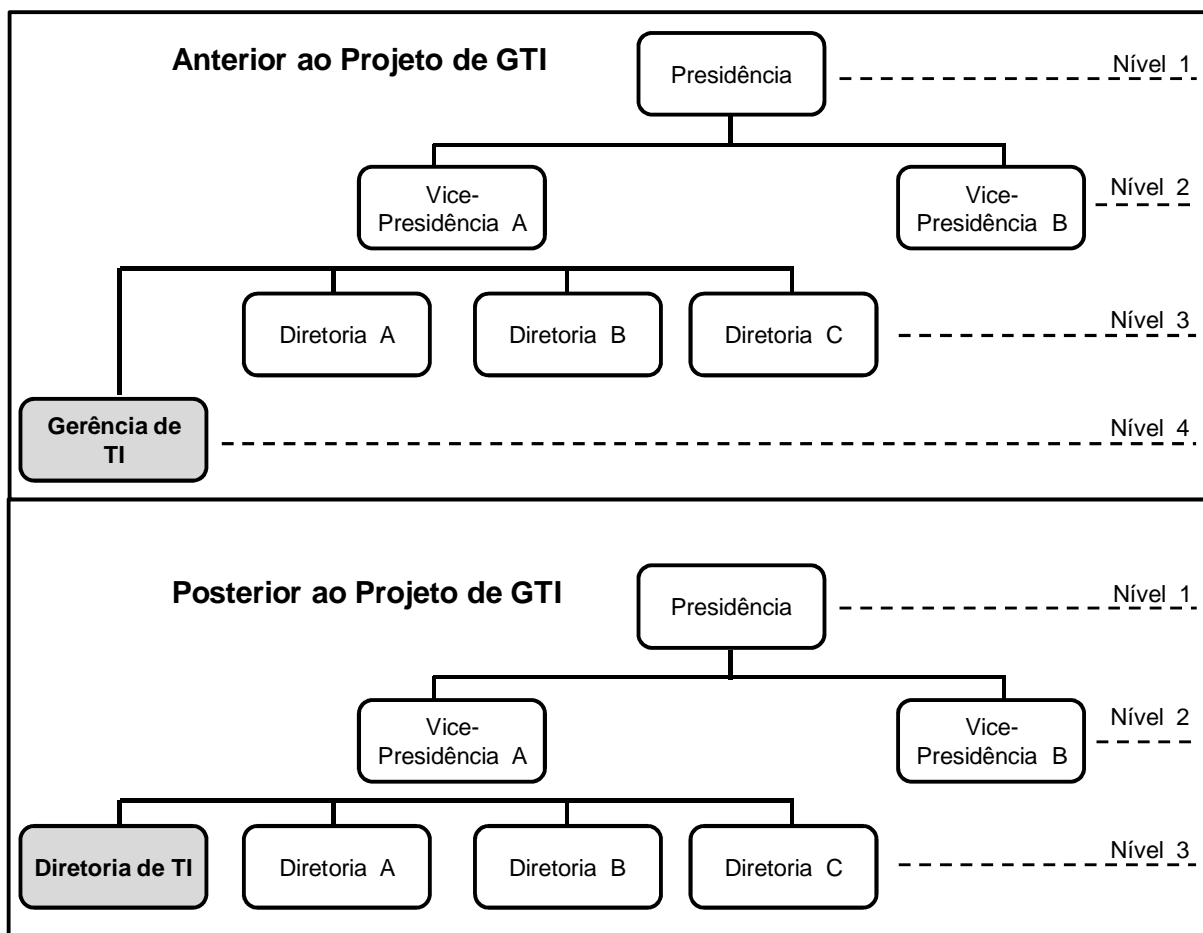 Anterior ao Projeto de GTI
Presidência
Nível 1
Vice-
Presidência A
Vice-
Presidência B
Nível 2
Diretoria A
Diretoria B
Diretoria C
Nível 3
Gerência de
TI
Nível 4
Posterior ao Projeto de GTI
Presidência
Nível 1
Vice-
Presidência A
Vice-
Presidência B
Nível 2
Diretoria de TI
Diretoria A
Diretoria B
Diretoria C
Nível 3